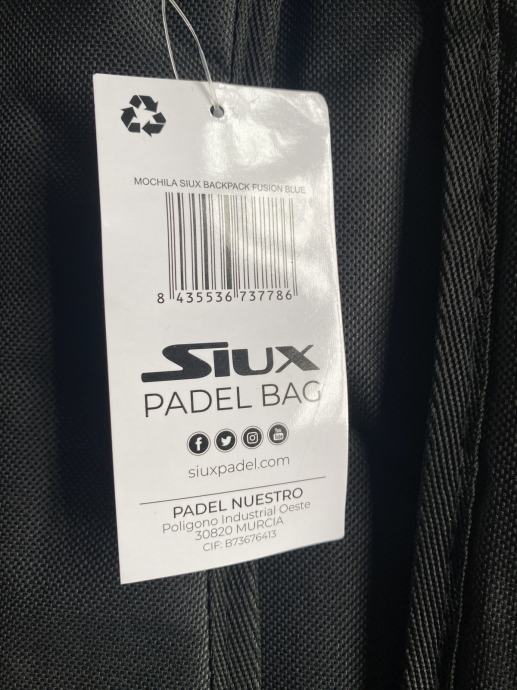 MOCHILA SIUX BACKPACK FUSION BLUE
8 435536 737786
SIUX
PADEL BAG
siuxpadel.com
PADEL NUESTRO
Poligono Industrial Oeste
30820 MURCIA
CIF: B73676413